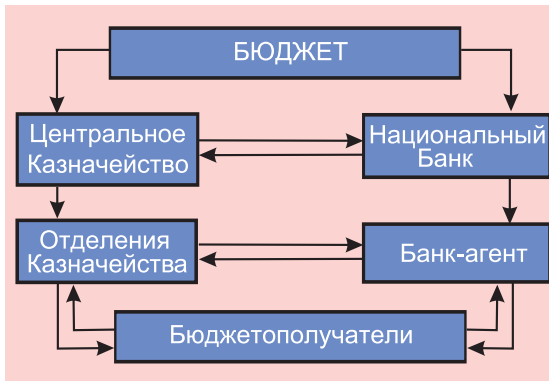 БЮДЖЕТ
Центральное
Казначейство
Национальный
Банк
Отделения
Казначейства
Банк-агент
Бюджетополучатели